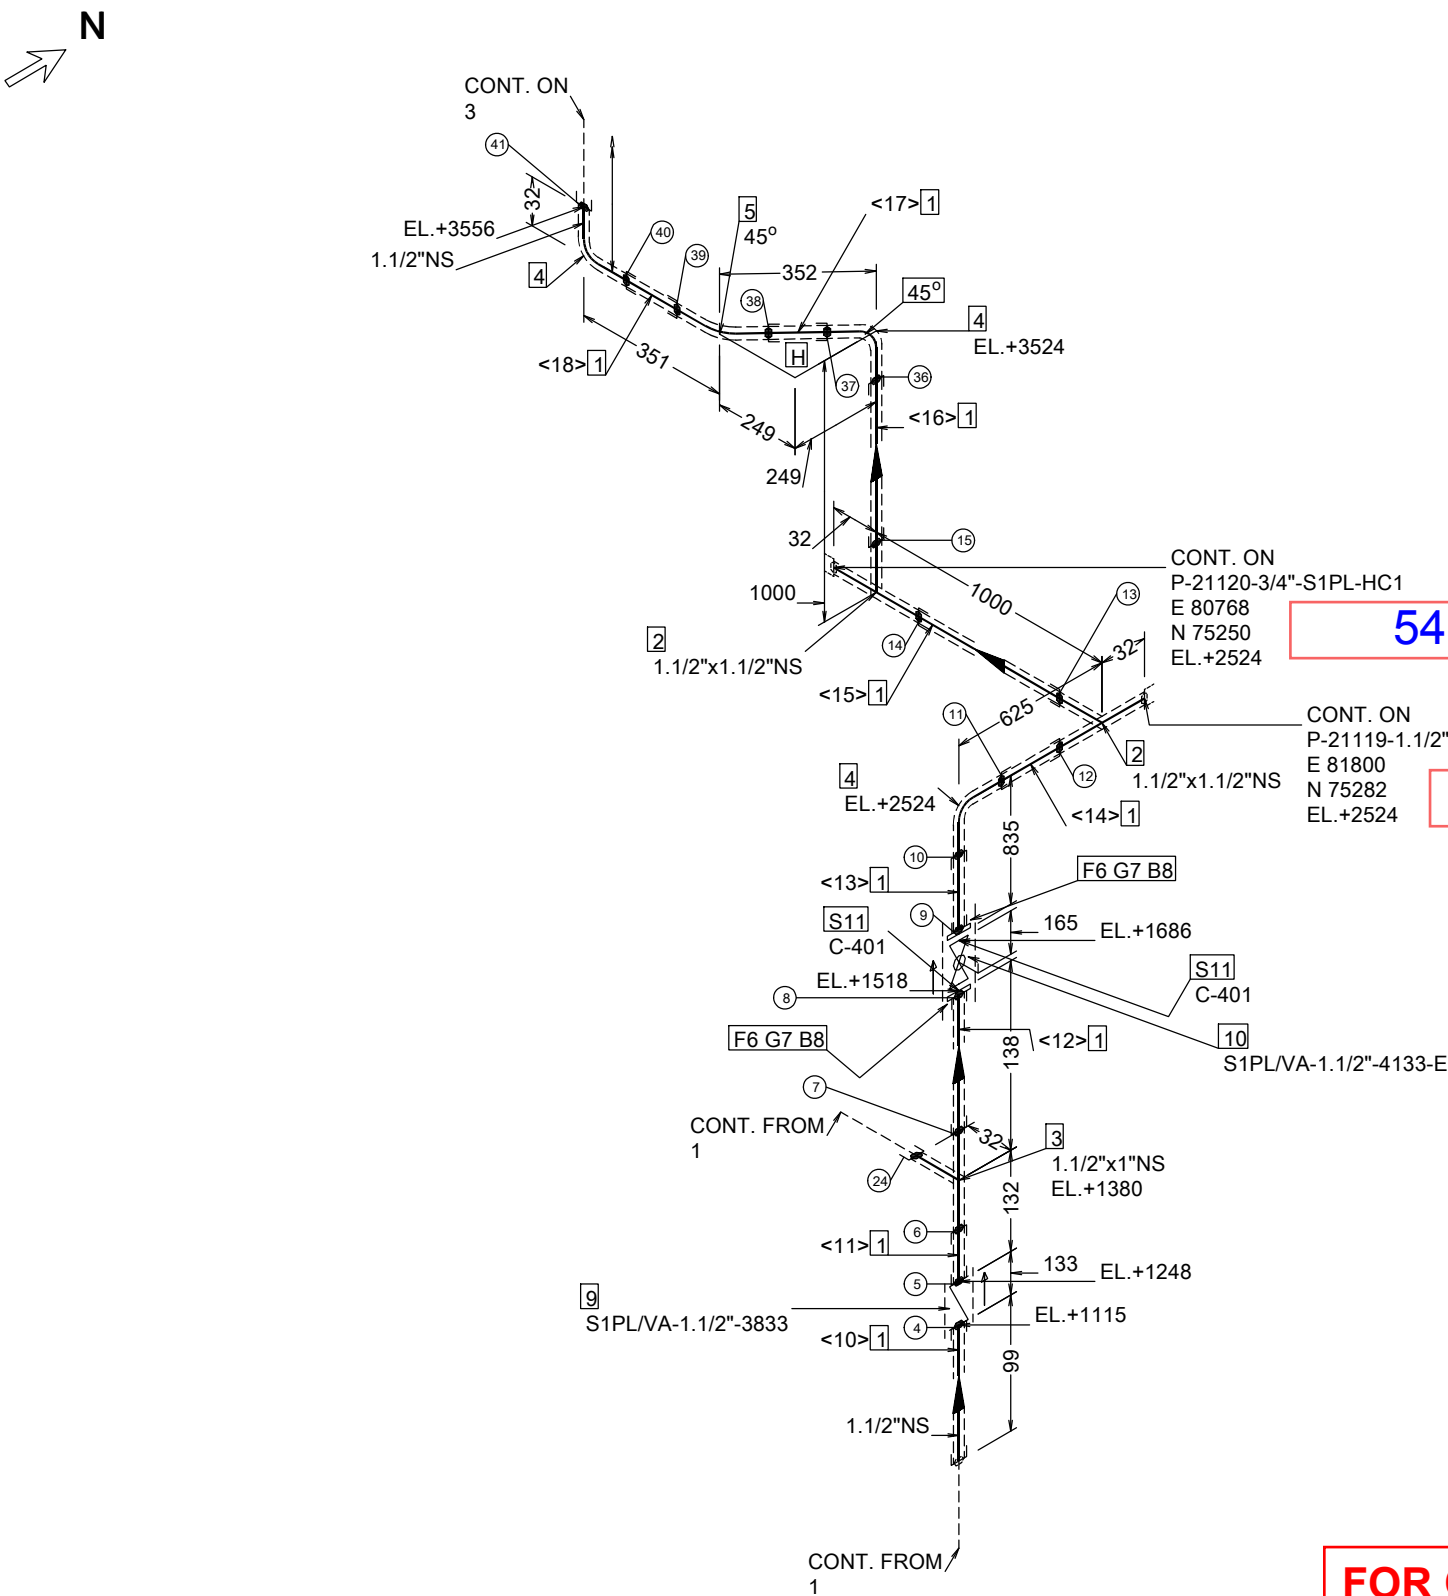 N
CONT. ON
3
41
32
EL.+3556
1.1/2"NS
4
40
39
5
45°
<17> 1
352
38
45°
4
EL.+3524
H
37
36
351
<18> 1
249
<16> 1
249
32
15
1000
1000
CONT. ON
P-21120-3/4"-S1PL-HC1
E 80768
N 75250
EL.+2524
54
13
14
2
1.1/2"x1.1/2"NS
<15> 1
32
625
11
12
CONT. ON
P-21119-1.1/2"
E 81800
N 75282
EL.+2524
2
1.1/2"x1.1/2"NS
4
EL.+2524
<14> 1
835
10
<13> 1
F6 G7 B8
9
S11
C-401
165
EL.+1686
EL.+1518
S11
C-401
8
F6 G7 B8
<12> 1
138
10
S1PL/VA-1.1/2"-4133-E
7
CONT. FROM
1
32
3
1.1/2"x1"NS
EL.+1380
24
132
6
<11> 1
133
EL.+1248
5
9
S1PL/VA-1.1/2"-3833
4
EL.+1115
<10> 1
99
1.1/2"NS
CONT. FROM
1
FOR